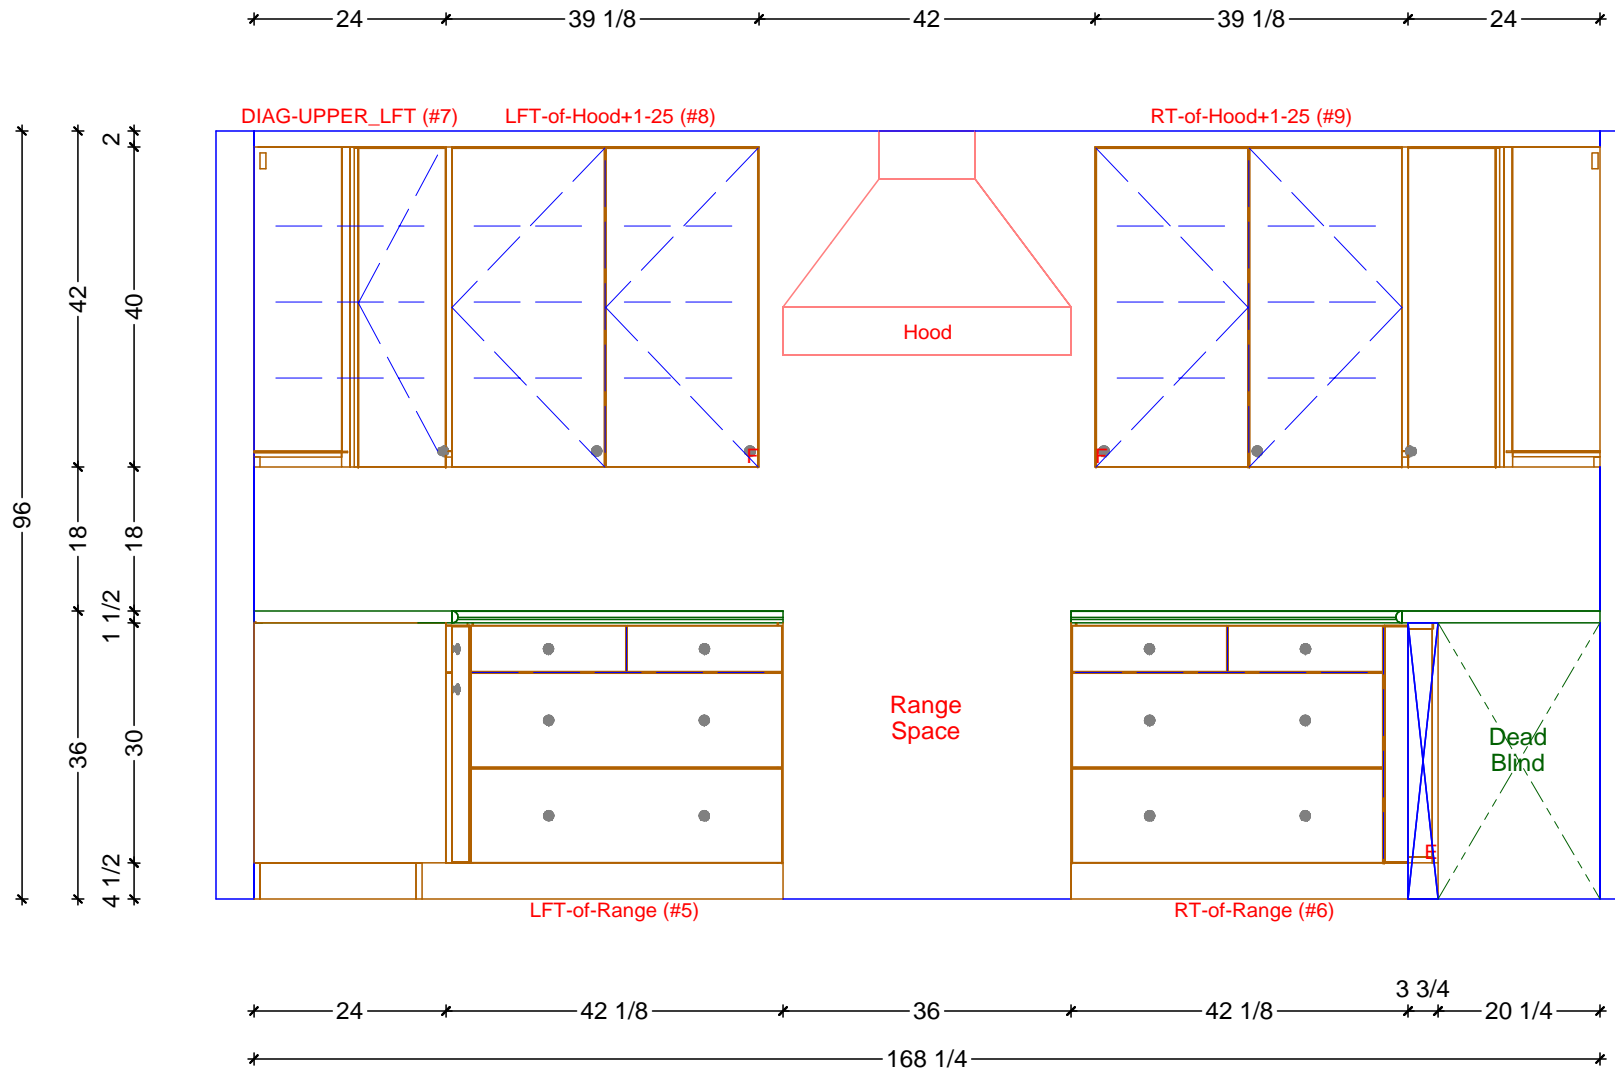 24 39 1/8 42 39 1/8 24
DIAG-UPPER_LFT (#7) LFT-of-Hood+1-25 (#8) RT-of-Hood+1-25 (#9)
2
42
40
Hood
F
F
96
18
18
1 1/2
36
30
Range
Space
Dead
Blind
E
4 1/2
LFT-of-Range (#5) RT-of-Range (#6)
3 3/4
24 42 1/8 36 42 1/8 20 1/4
168 1/4